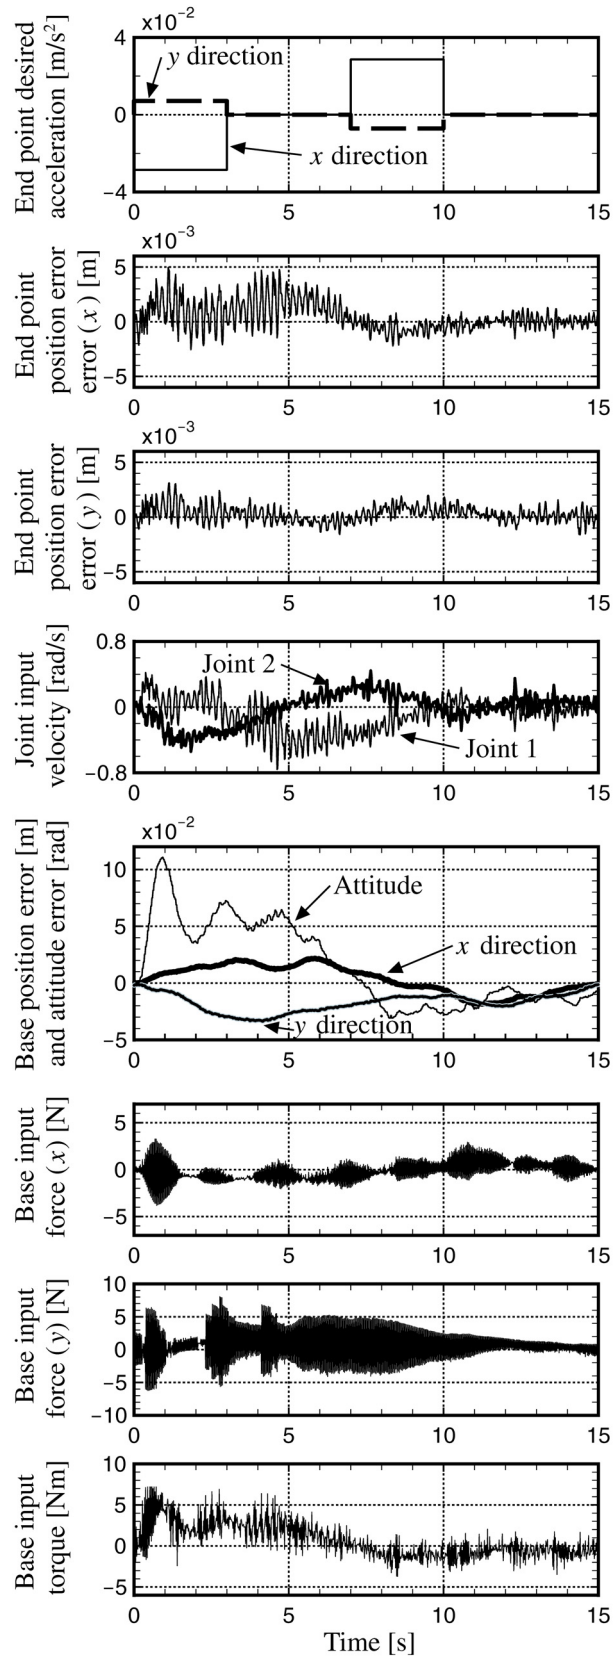 x10⁻²
End point desired
acceleration [m/s²]
4
0
−4
y direction
x direction
0 5 10 15
x10⁻³
End point
position error
error (x) [m]
5
0
−5
0 5 10 15
x10⁻³
End point
position error
error (y) [m]
5
0
−5
0 5 10 15
Joint input
velocity [rad/s]
0.8
0
−0.8
Joint 2
Joint 1
0 5 10 15
x10⁻²
Base position error [m]
and attitude error [rad]
10
5
0
−5
Attitude
x direction
y direction
0 5 10 15
Base input
force (x) [N]
5
0
−5
0 5 10 15
Base input
force (y) [N]
10
5
0
−5
−10
0 5 10 15
Base input
torque [Nm]
10
5
0
−5
0 5 10 15
Time [s]